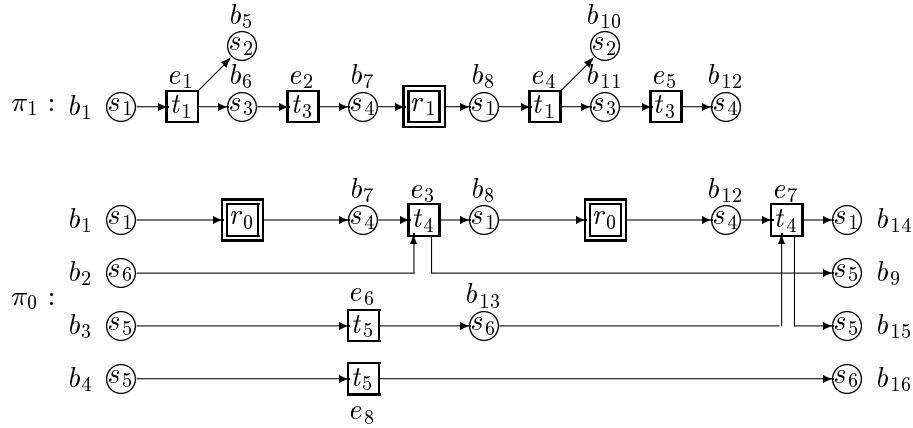 b5 b10
s2 s2
e1 b6 e2 b7 b8 e4 b11 e5 b12
π1 : b1 s1 t1 s3 t3 s4 r1 s1 t1 s3 t3 s4
b7 e3 b8 b12 e7
b1 s1 r0 s4 t4 s1 r0 s4 t4 s1 b14
b2 s6 s5 b9
π0 :
e6 b13
b3 s5 t5 s6 s5 b15
b4 s5 t5 s6 b16
e8